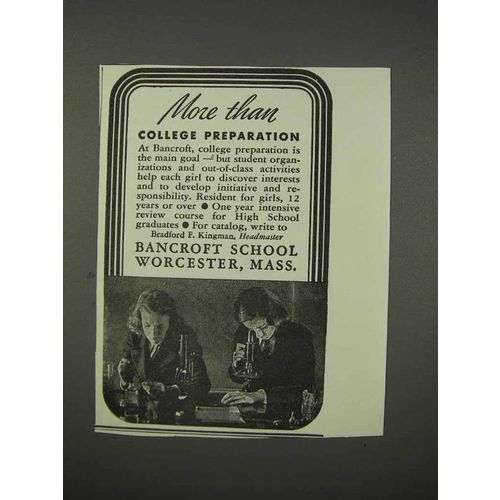 More than
COLLEGE PREPARATION
At Bancroft, college preparation is
the main goal — but student organ-
izations and out-of-class activities
help each girl to discover interests
and to develop initiative and re-
sponsibility. Resident for girls, 12
years or over ● One year intensive
review course for High School
graduates ● For catalog, write to
Bradford F. Kingman, Headmaster
BANCROFT SCHOOL
WORCESTER, MASS.